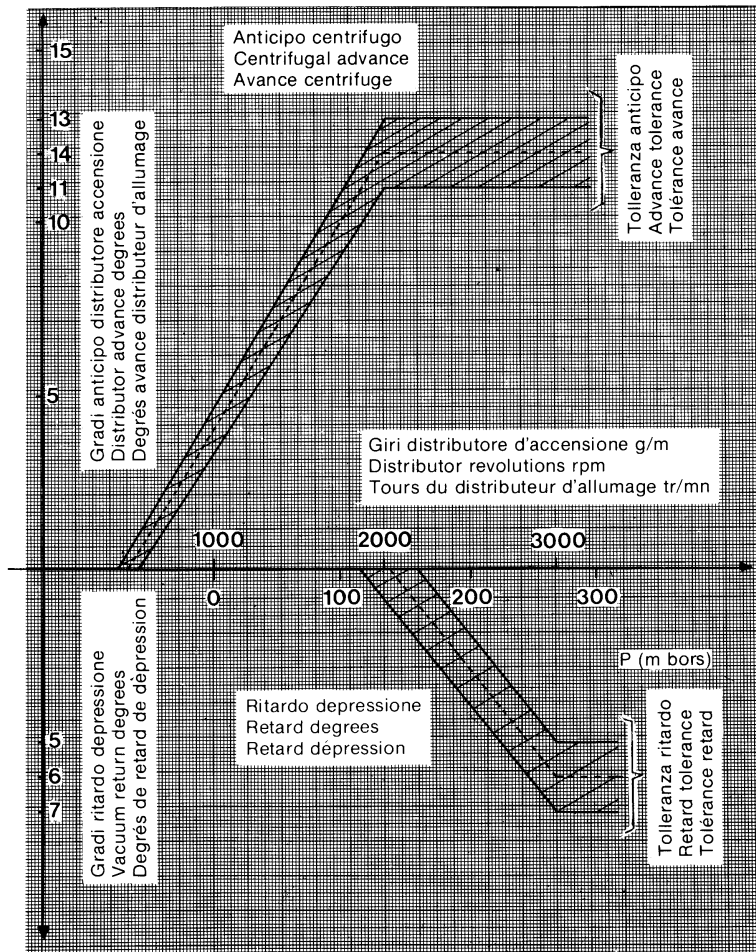 15
Anticipo centrifugo
Centrifugal advance
Avance centrifuge
13
14
11
10
5
Gradi anticipo distributore accensione
Distributor advance degrees
Degrés avance distributeur d'allumage
Tolleranza anticipo
Advance tolerance
Tolérance avance
Giri distributore d'accensione g/m
Distributor revolutions rpm
Tours du distributeur d'allumage tr/mn
1000 2000 3000
0 100 200 300
P (m bors)
Gradi ritardo depressione
Vacuum return degrees
Degrés de retard de dèpression
Ritardo depressione
Retard degrees
Retard dépression
5
6
7
Tolleranza ritardo
Retard tolerance
Tolérance retard